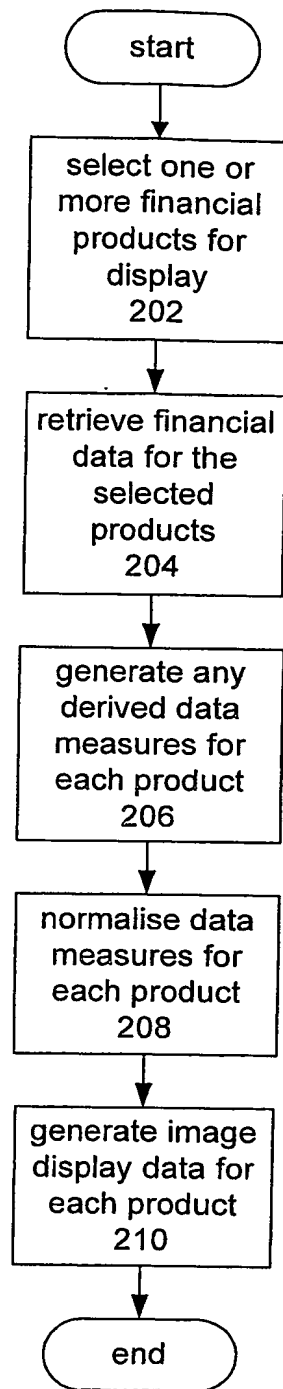 start
select one or
more financial
products for
display
202
retrieve financial
data for the
selected
products
204
generate any
derived data
measures for
each product
206
normalise data
measures for
each product
208
generate image
display data for
each product
210
end